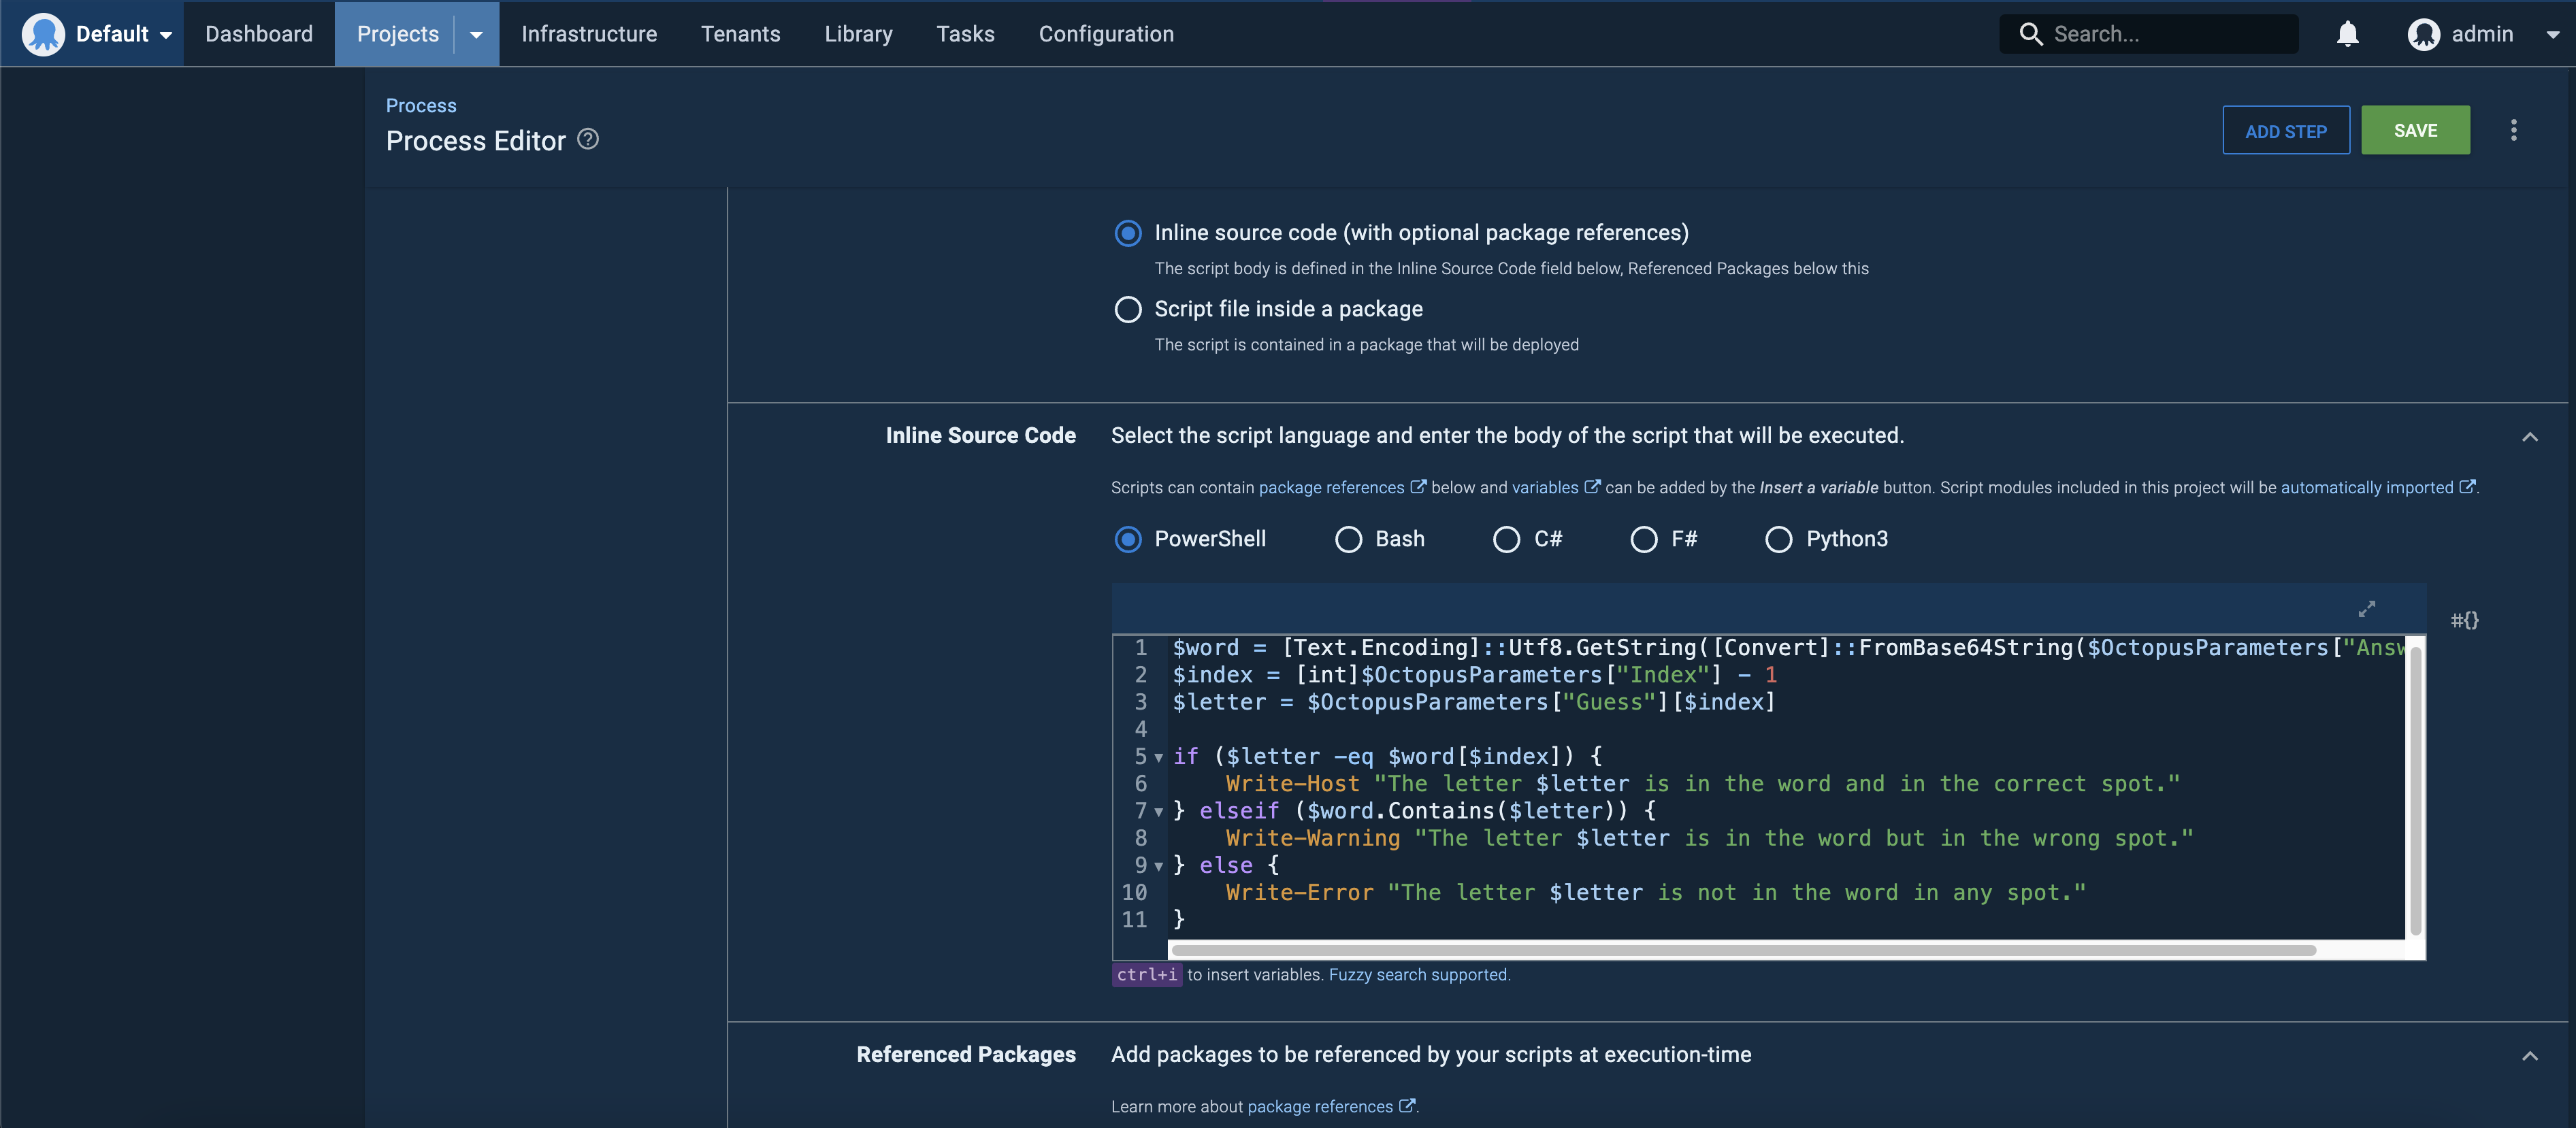 Default Dashboard Projects Infrastructure Tenants Library Tasks Configuration Search... admin
Process
Process Editor
ADD STEP SAVE
Inline source code (with optional package references)
The script body is defined in the Inline Source Code field below, Referenced Packages below this
Script file inside a package
The script is contained in a package that will be deployed
Inline Source Code Select the script language and enter the body of the script that will be executed.
Scripts can contain package references below and variables can be added by the Insert a variable button. Script modules included in this project will be automatically imported.
PowerShell Bash C# F# Python3
#{}
1 $word = [Text.Encoding]::Utf8.GetString([Convert]::FromBase64String($OctopusParameters["Answ
2 $index = [int]$OctopusParameters["Index"] - 1
3 $letter = $OctopusParameters["Guess"][$index]
4
5 if ($letter -eq $word[$index]) {
6 Write-Host "The letter $letter is in the word and in the correct spot."
7 } elseif ($word.Contains($letter)) {
8 Write-Warning "The letter $letter is in the word but in the wrong spot."
9 } else {
10 Write-Error "The letter $letter is not in the word in any spot."
11 }
ctrl+i to insert variables. Fuzzy search supported.
Referenced Packages Add packages to be referenced by your scripts at execution-time
Learn more about package references.